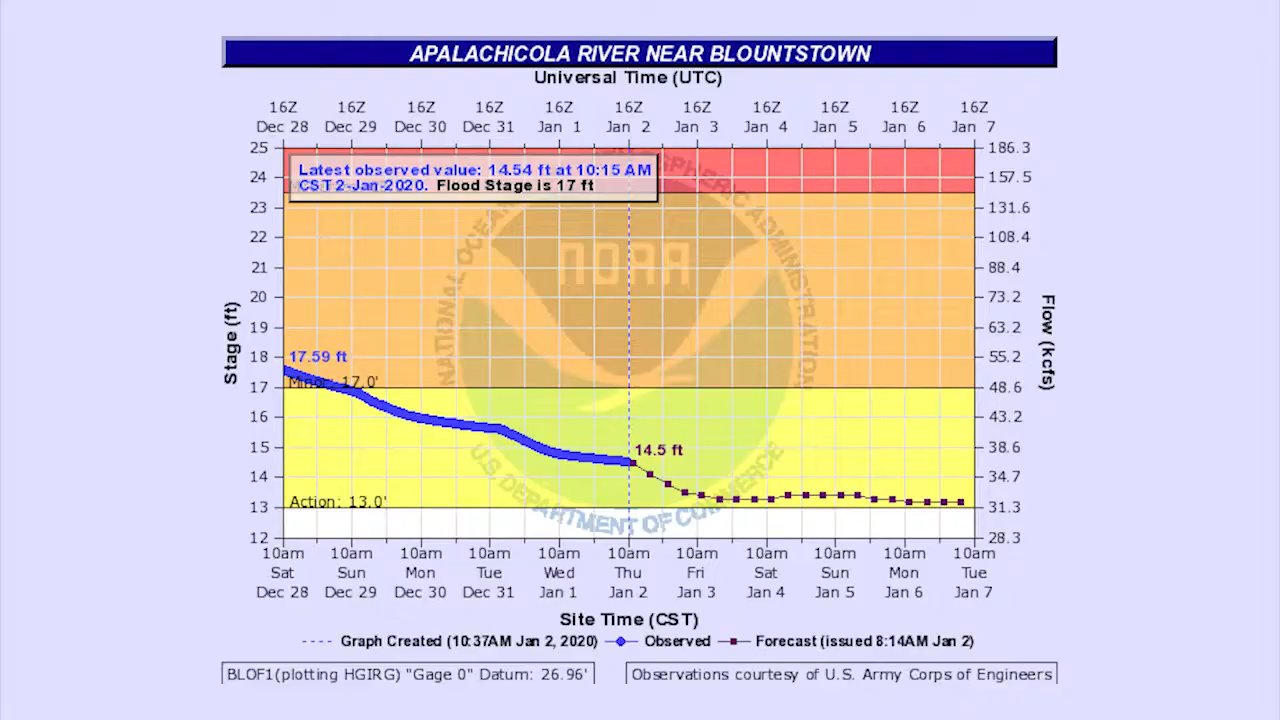 APALACHICOLA RIVER NEAR BLOUNTSTOWN
Universal Time (UTC)
16Z 16Z 16Z 16Z 16Z 16Z 16Z 16Z 16Z 16Z 16Z
Dec 28 Dec 29 Dec 30 Dec 31 Jan 1 Jan 2 Jan 3 Jan 4 Jan 5 Jan 6 Jan 7
25 186.3
Latest observed value: 14.54 ft at 10:15 AM
CST 2-Jan-2020. Flood Stage is 17 ft
24 157.5
23 131.6
22 108.4
21 88.4
20 73.2
19 63.2
18 55.2
17 48.6
16 43.2
15 38.6
14 34.7
13 31.3
12 28.3
Stage (ft)
Flow (kcfs)
NATIONAL OCEANIC AND ATMOSPHERIC ADMINISTRATION
NOAA
U.S. DEPARTMENT OF COMMERCE
17.59 ft
Minor: 17.0'
14.5 ft
Action: 13.0'
10am 10am 10am 10am 10am 10am 10am 10am 10am 10am 10am
Sat Sun Mon Tue Wed Thu Fri Sat Sun Mon Tue
Dec 28 Dec 29 Dec 30 Dec 31 Jan 1 Jan 2 Jan 3 Jan 4 Jan 5 Jan 6 Jan 7
Site Time (CST)
Graph Created (10:37AM Jan 2, 2020) Observed Forecast (issued 8:14AM Jan 2)
BLOF1(plotting HGIRG) "Gage 0" Datum: 26.96'
Observations courtesy of U.S. Army Corps of Engineers